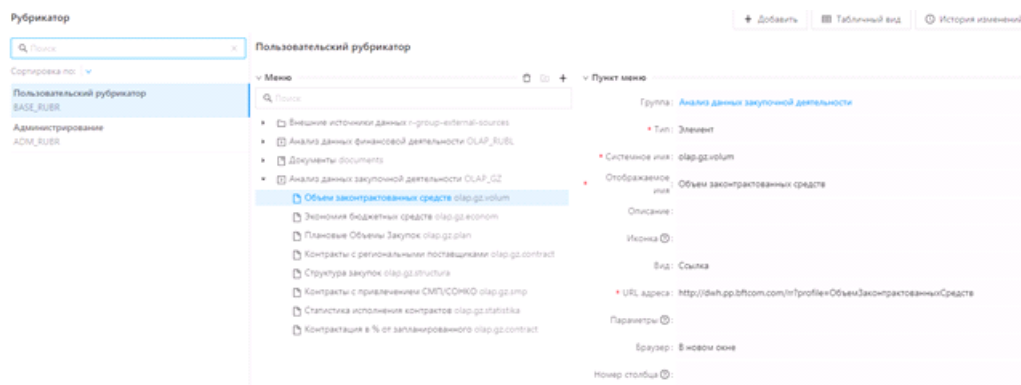 Рубрикатор
Добавить
Табличный вид
История изменений
Поиск
Сортировка по:
Пользовательский рубрикатор
BASE_RUBR
Администрирование
ADM_RUBR
Пользовательский рубрикатор
Меню
Поиск
Внешние источники данных r-group-external-sources
Анализ данных финансовой деятельности OLAP_RUBL
Документы documents
Анализ данных закупочной деятельности OLAP_GZ
Объем законтрактованных средств olap.gz.volum
Экономия бюджетных средств olap.gz.econom
Плановые Объемы Закупок olap.gz.plan
Контракты с региональными поставщиками olap.gz.contract
Структура закупок olap.gz.structura
Контракты с привлечением СМП/СОНКО olap.gz.smp
Статистика исполнения контрактов olap.gz.statistika
Контрактация в % от запланированного olap.gz.contract
Пункт меню
Группа: Анализ данных закупочной деятельности
* Тип: Элемент
* Системное имя: olap.gz.volum
* Отображаемое имя: Объем законтрактованных средств
Описание:
Иконка ?:
Вид: Ссылка
* URL адреса: http://dwh.pp.bftcom.com/rr?profile=ОбъемЗаконтрактованныхСредств
Параметры ?:
Браузер: В новом окне
Номер столбца ?: